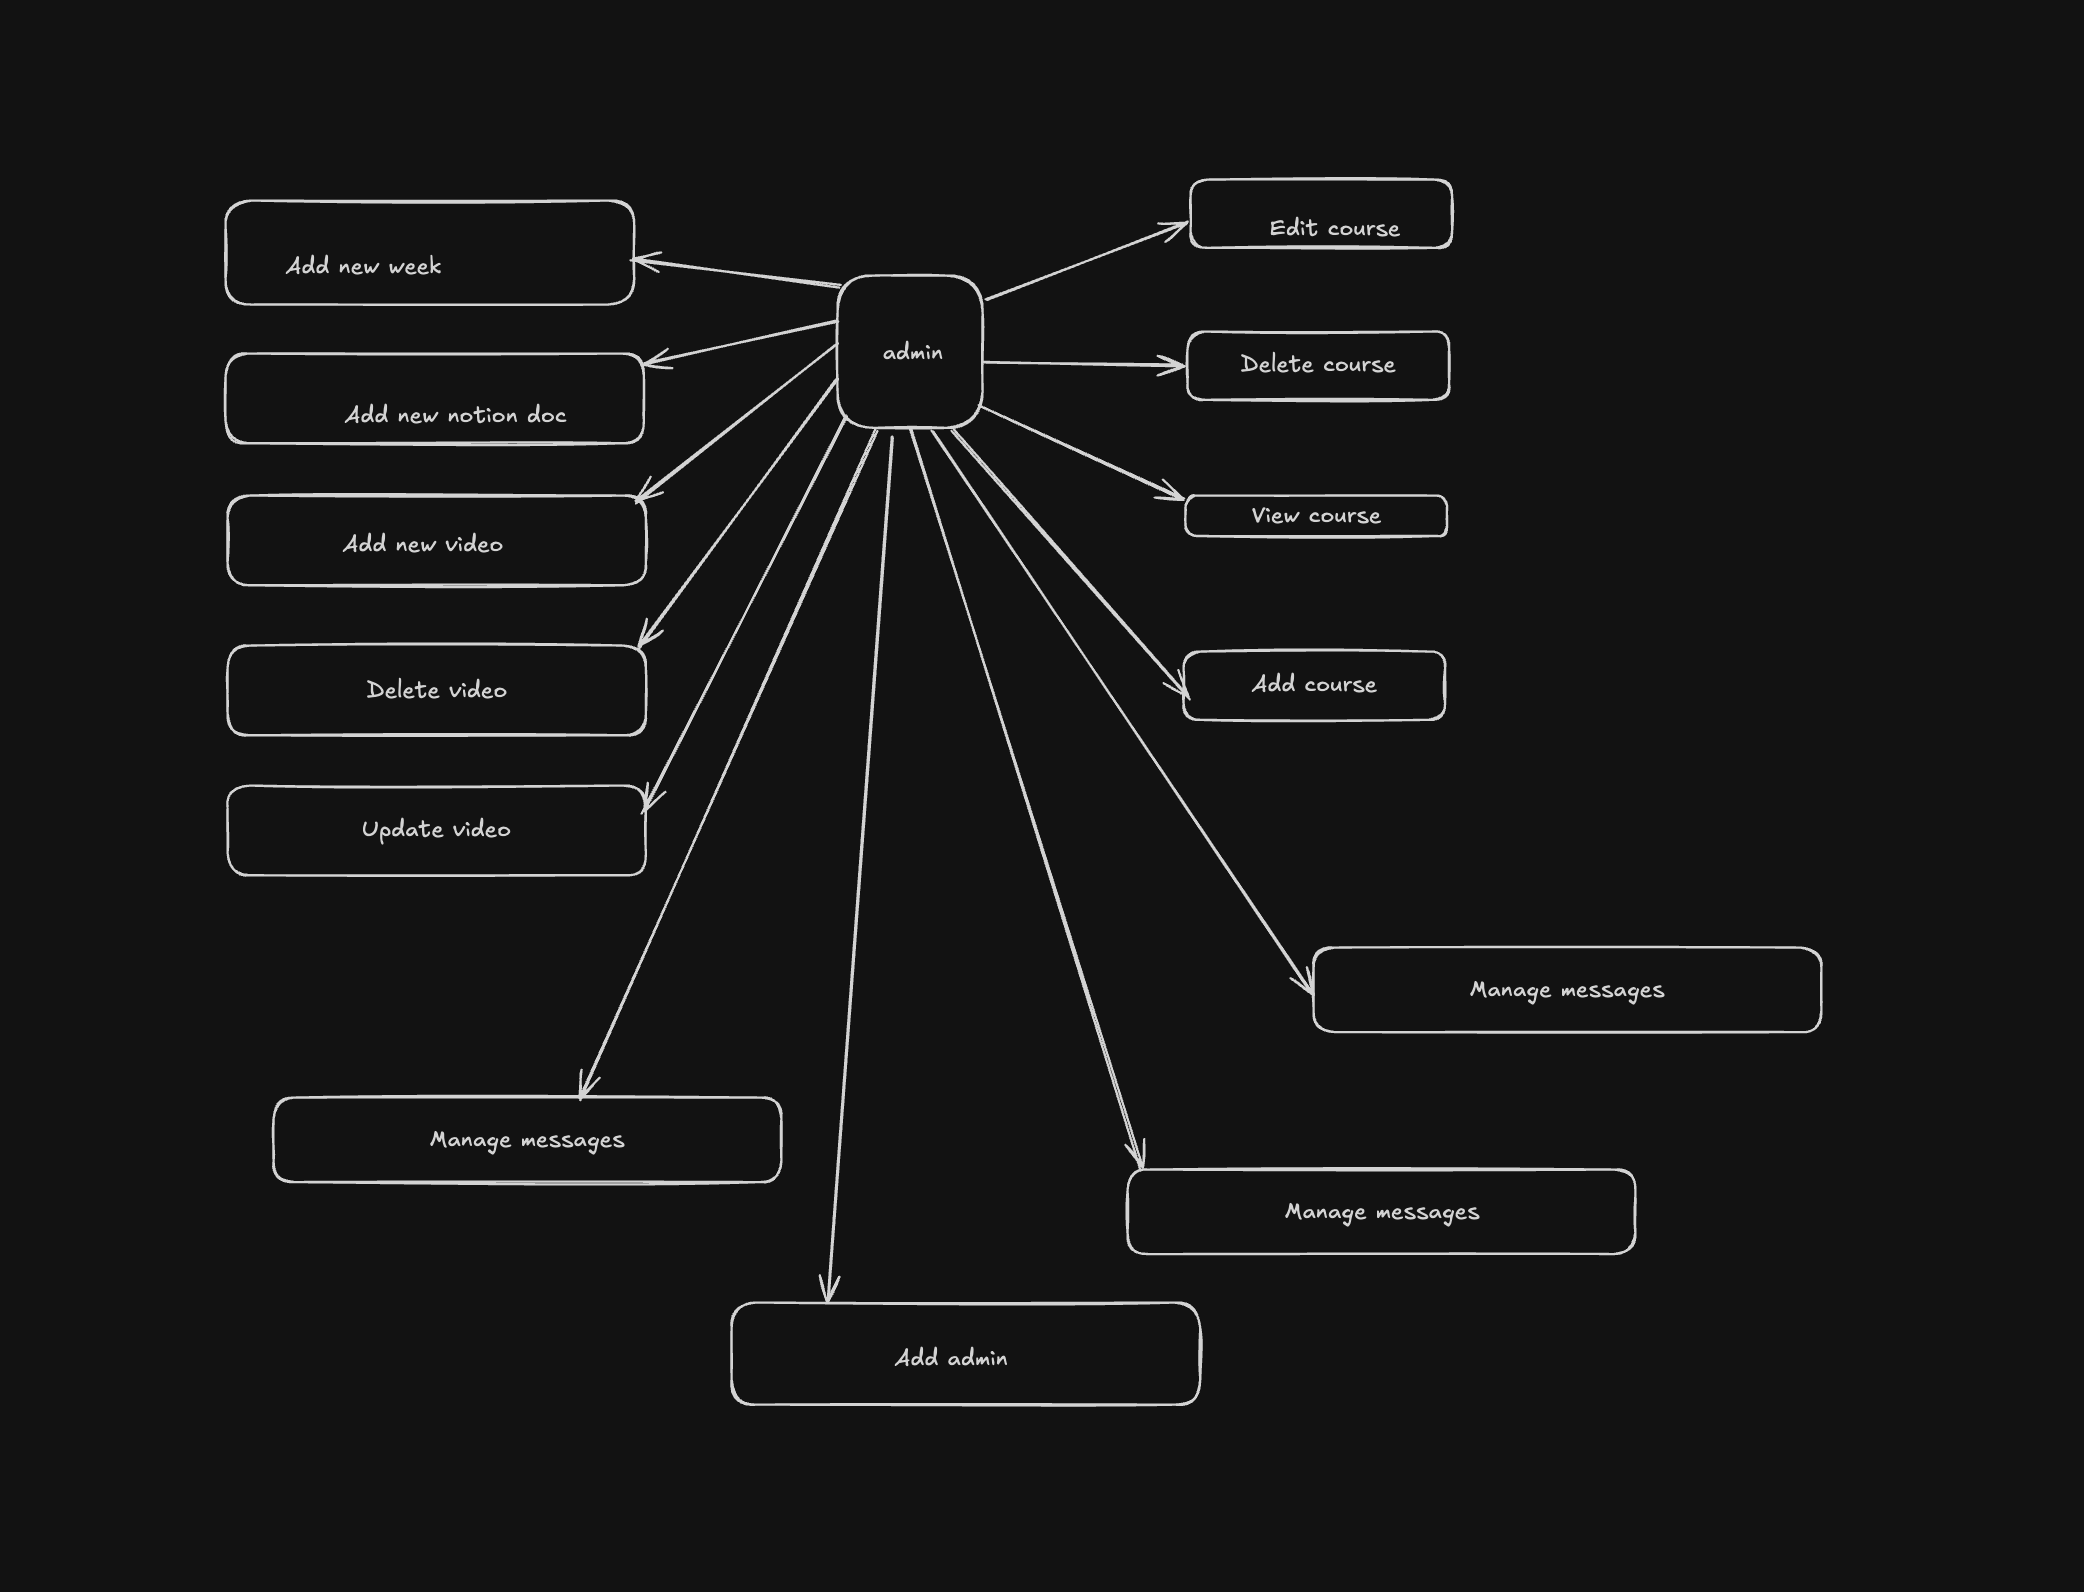 Edit course
Add new week
admin
Delete course
Add new notion doc
View course
Add new video
Add course
Delete video
Update video
Manage messages
Manage messages
Manage messages
Add admin